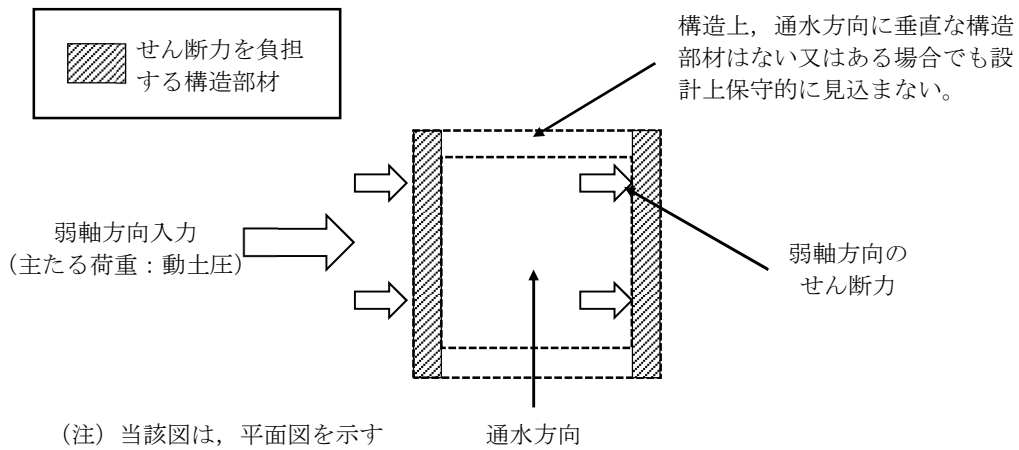 せん断力を負担
する構造部材
構造上，通水方向に垂直な構造
部材はない又はある場合でも設
計上保守的に見込まない。
弱軸方向入力
（主たる荷重：動土圧）
弱軸方向の
せん断力
（注）当該図は，平面図を示す
通水方向